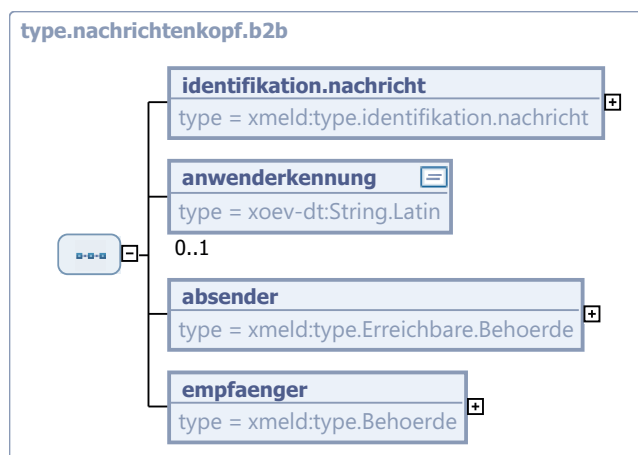 type.nachrichtenkopf.b2b
identifikation.nachricht
type = xmeld:type.identifikation.nachricht
anwenderkennung
type = xoev-dt:String.Latin
0..1
absender
type = xmeld:type.Erreichbare.Behoerde
empfaenger
type = xmeld:type.Behoerde